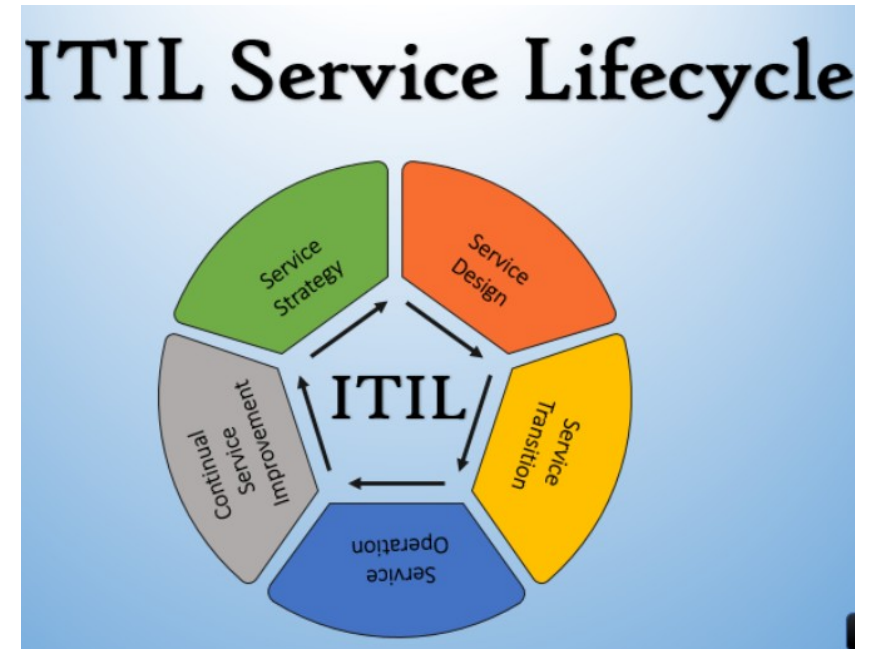 ITIL Service Lifecycle
Service
Strategy
Service
Design
Service
Transition
Service
Operation
Continual
Service
Improvement
ITIL